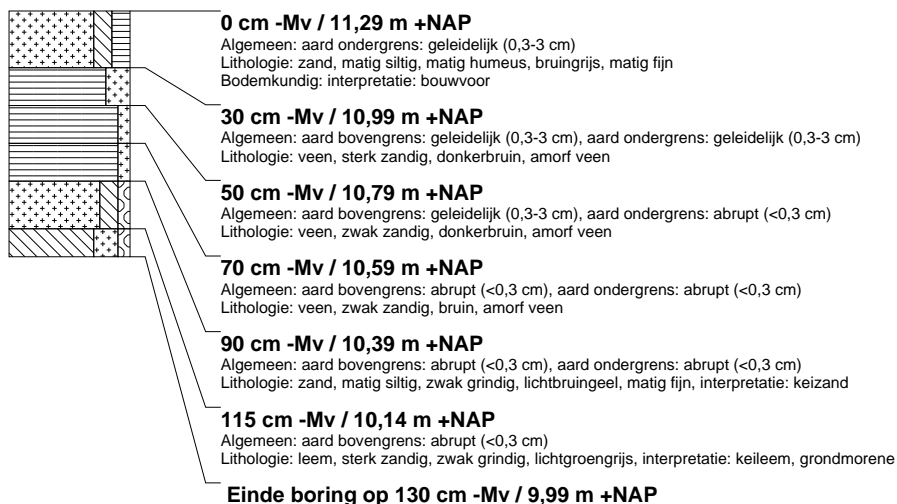 0 cm -Mv / 11,29 m +NAP
Algemeen: aard ondergrens: geleidelijk (0,3-3 cm)
Lithologie: zand, matig siltig, matig humeus, bruingrijs, matig fijn
Bodemkundig: interpretatie: bouwvoor
30 cm -Mv / 10,99 m +NAP
Algemeen: aard bovengrens: geleidelijk (0,3-3 cm), aard ondergrens: geleidelijk (0,3-3 cm)
Lithologie: veen, sterk zandig, donkerbruin, amorf veen
50 cm -Mv / 10,79 m +NAP
Algemeen: aard bovengrens: geleidelijk (0,3-3 cm), aard ondergrens: abrupt (<0,3 cm)
Lithologie: veen, zwak zandig, donkerbruin, amorf veen
70 cm -Mv / 10,59 m +NAP
Algemeen: aard bovengrens: abrupt (<0,3 cm), aard ondergrens: abrupt (<0,3 cm)
Lithologie: veen, zwak zandig, bruin, amorf veen
90 cm -Mv / 10,39 m +NAP
Algemeen: aard bovengrens: abrupt (<0,3 cm), aard ondergrens: abrupt (<0,3 cm)
Lithologie: zand, matig siltig, zwak grindig, lichtbruingeel, matig fijn, interpretatie: keizand
115 cm -Mv / 10,14 m +NAP
Algemeen: aard bovengrens: abrupt (<0,3 cm)
Lithologie: leem, sterk zandig, zwak grindig, lichtgroengrijs, interpretatie: keileem, grondmorene
Einde boring op 130 cm -Mv / 9,99 m +NAP